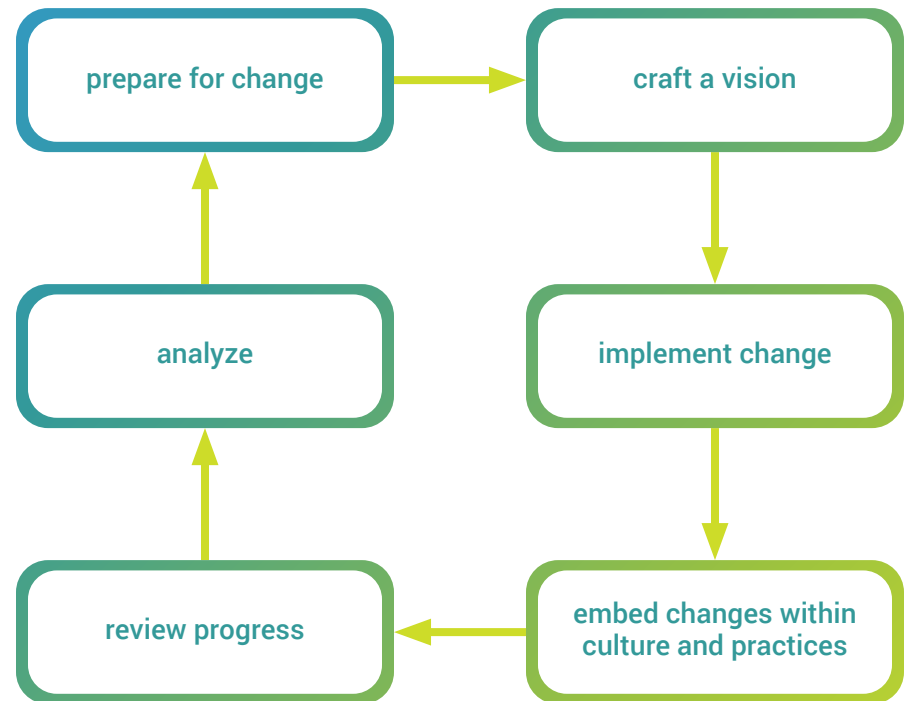 prepare for change
craft a vision
implement change
embed changes within
culture and practices
review progress
analyze